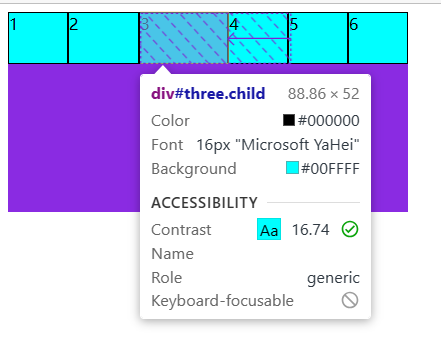 1 2 3 4 5 6
div#three.child 88.86 × 52
Color #000000
Font 16px "Microsoft YaHei"
Background #00FFFF
ACCESSIBILITY
Contrast Aa 16.74
Name
Role generic
Keyboard-focusable